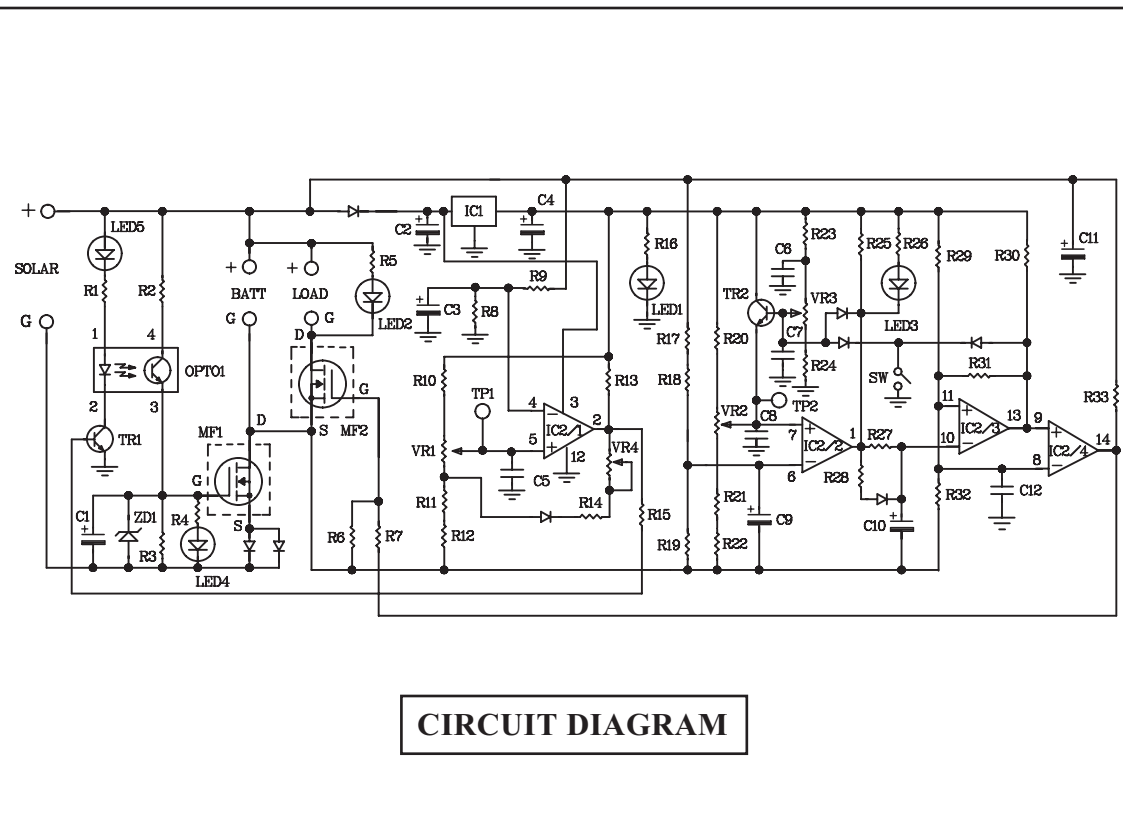 +
LED5
SOLAR
G
R1
R2
1
4
OPTO1
2
3
TR1
C1
+
ZD1
R3
G
R4
LED4
MF1
D
S
+
BATT
G
+
LOAD
G
D
R5
LED2
G
S
MF2
R6
R7
C2
+
IC1
C4
+
C3
+
R8
R9
R10
TP1
VR1
R11
R12
C5
4
5
3
2
12
IC2/1
−
+
R13
VR4
R14
R15
R16
LED1
R17
R18
R19
R20
VR2
R21
R22
TR2
C6
C7
C8
TP2
C9
+
R23
VR3
R24
7
6
1
IC2/2
+
−
R25
R26
LED3
SW
R27
R28
C10
+
R29
R30
R31
R32
11
10
13
IC2/3
+
−
9
8
14
IC2/4
+
−
C12
C11
+
R33
CIRCUIT DIAGRAM